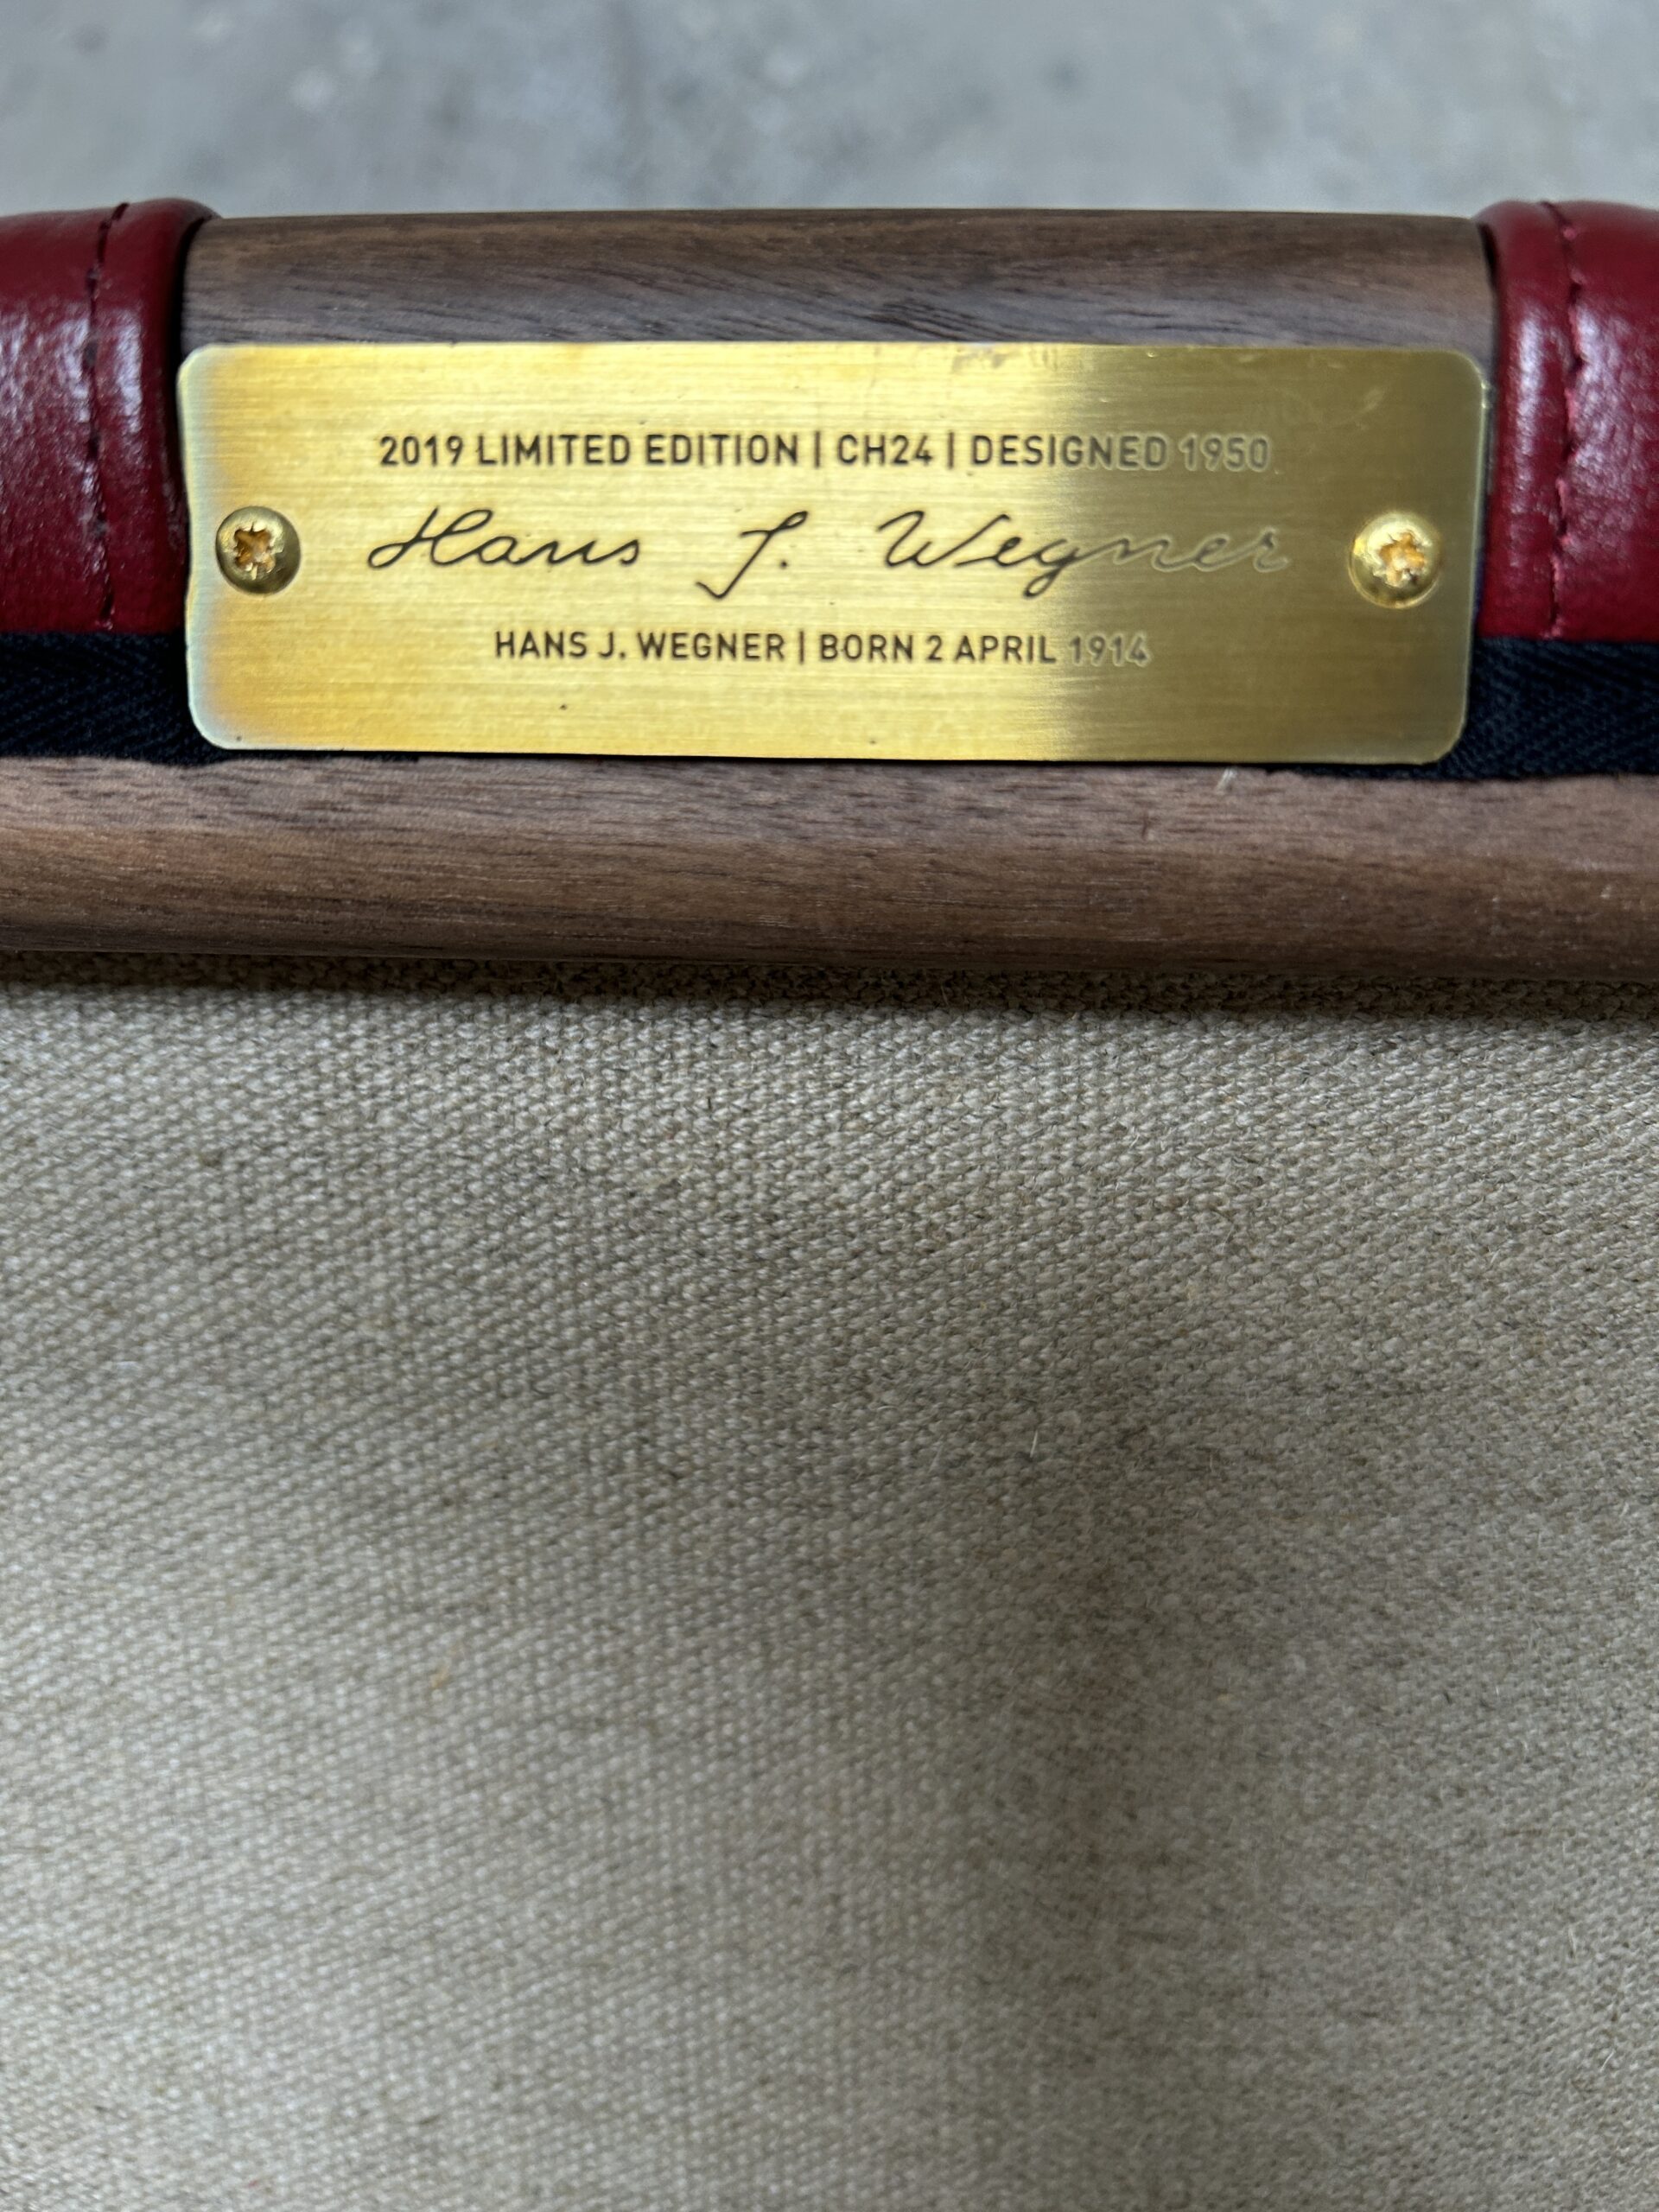 2019 LIMITED EDITION | CH24 | DESIGNED 1950
Hans J. Wegner
HANS J. WEGNER | BORN 2 APRIL 1914